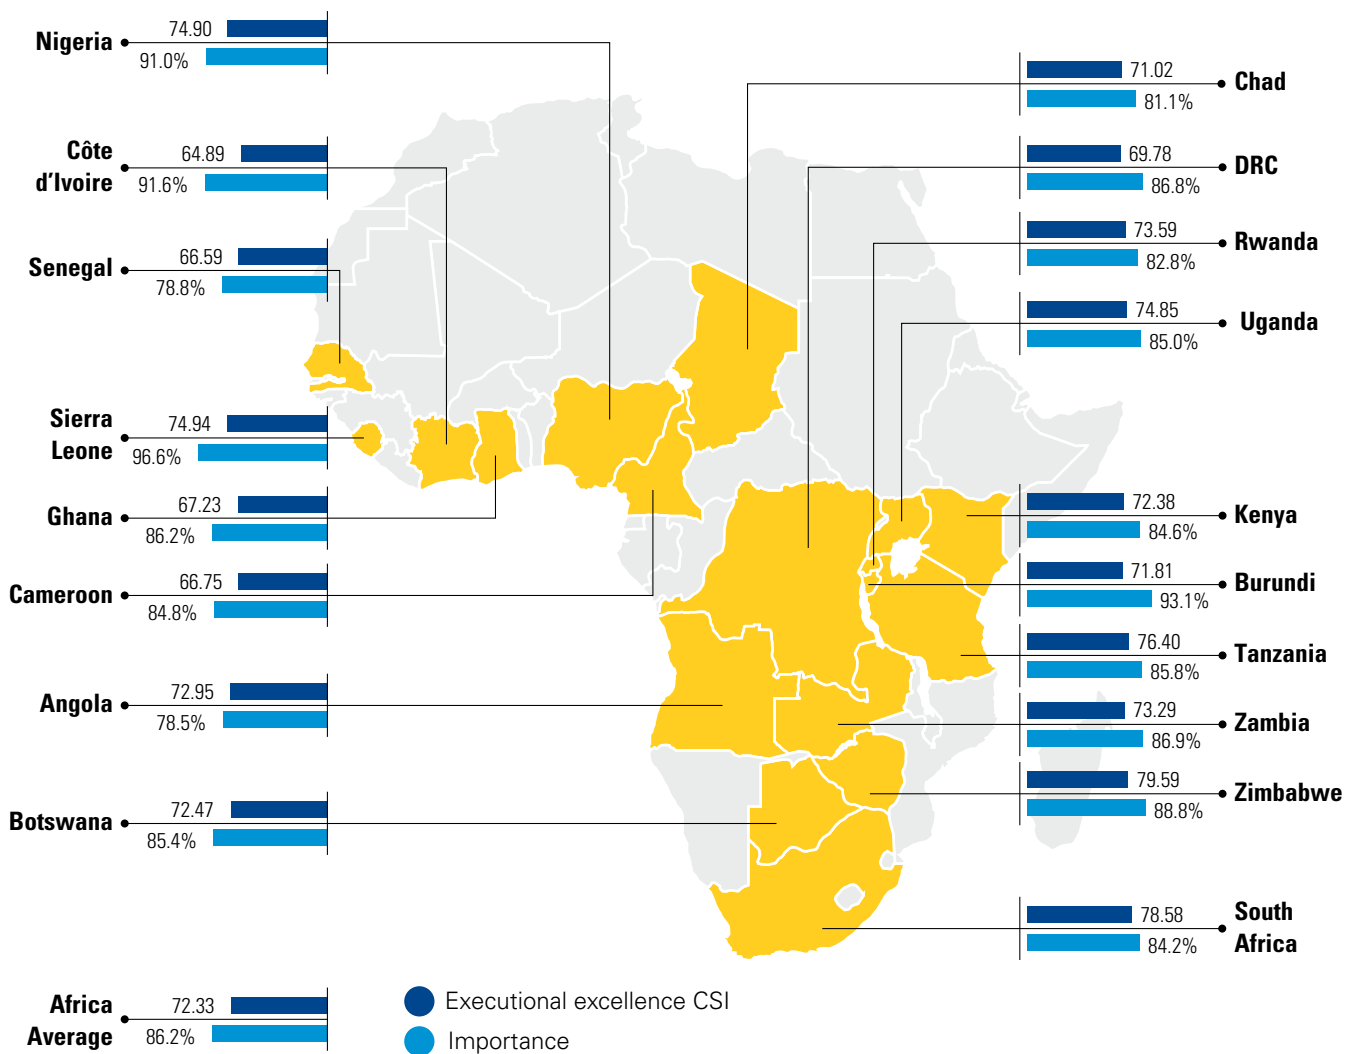 Nigeria
74.90
91.0%
Côte
d'Ivoire
64.89
91.6%
Senegal
66.59
78.8%
Sierra
Leone
74.94
96.6%
Ghana
67.23
86.2%
Cameroon
66.75
84.8%
Angola
72.95
78.5%
Botswana
72.47
85.4%
Africa
Average
72.33
86.2%
71.02
81.1%
Chad
69.78
86.8%
DRC
73.59
82.8%
Rwanda
74.85
85.0%
Uganda
72.38
84.6%
Kenya
71.81
93.1%
Burundi
76.40
85.8%
Tanzania
73.29
86.9%
Zambia
79.59
88.8%
Zimbabwe
78.58
84.2%
South
Africa
Executional excellence CSI
Importance